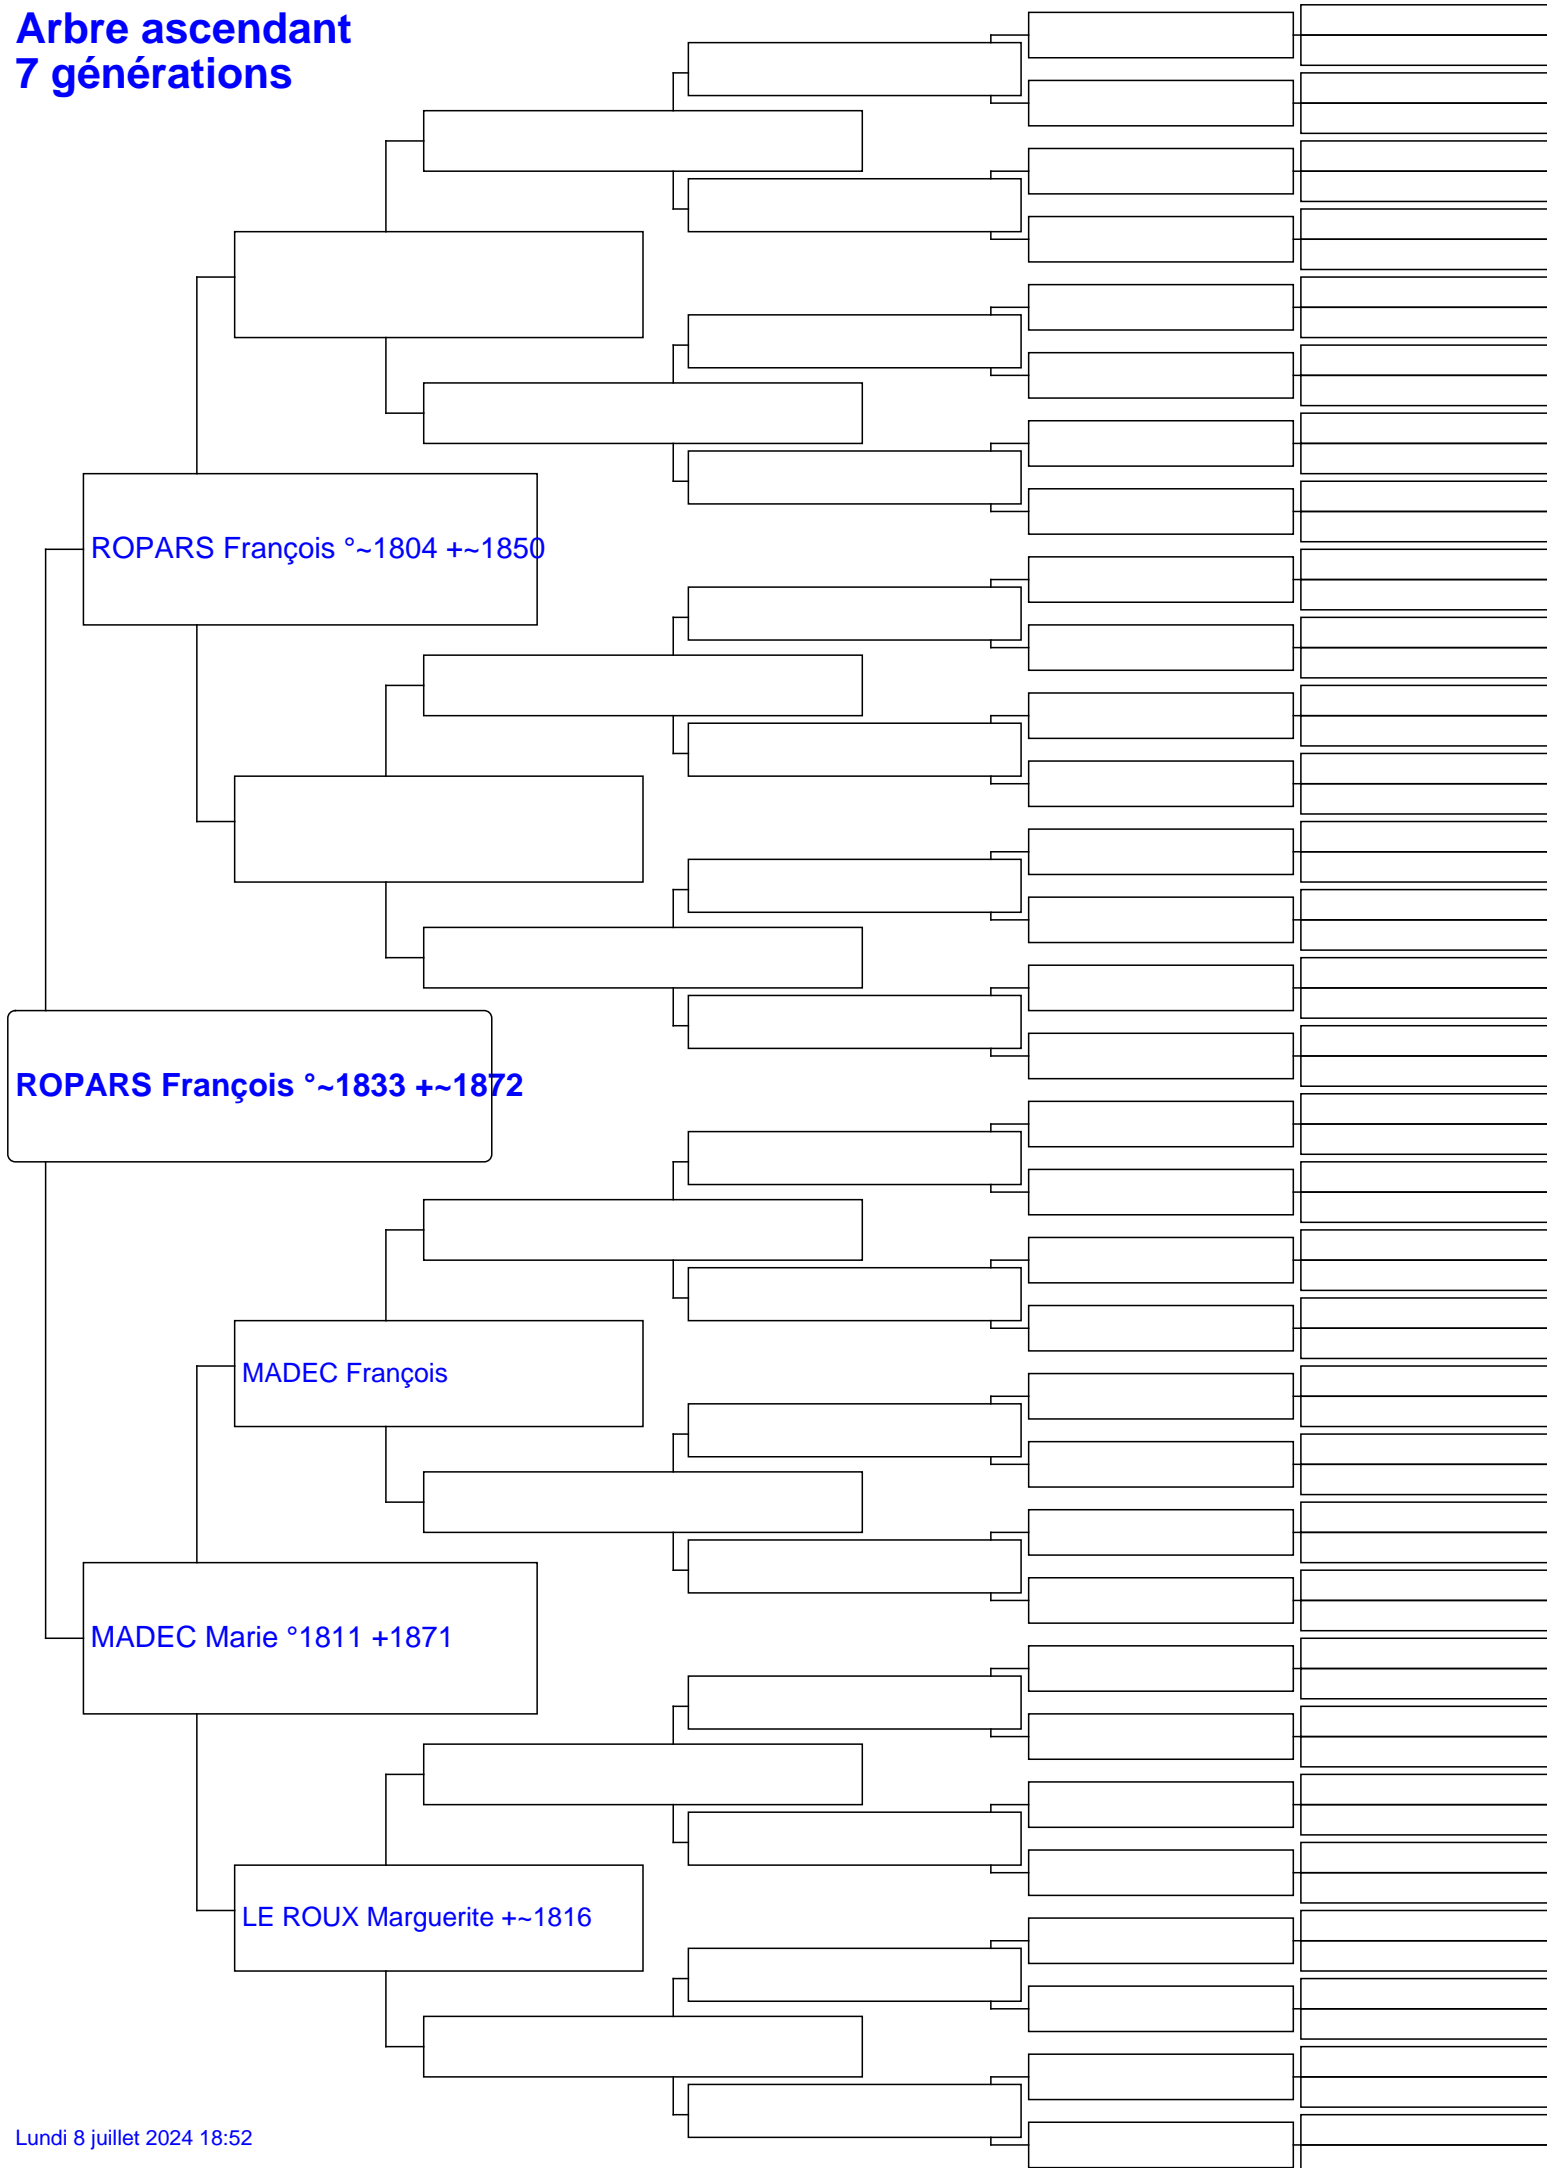 Arbre ascendant
7 générations
ROPARS François °~1804 +~1850
ROPARS François °~1833 +~1872
MADEC François
MADEC Marie °1811 +1871
LE ROUX Marguerite +~1816
Lundi 8 juillet 2024 18:52